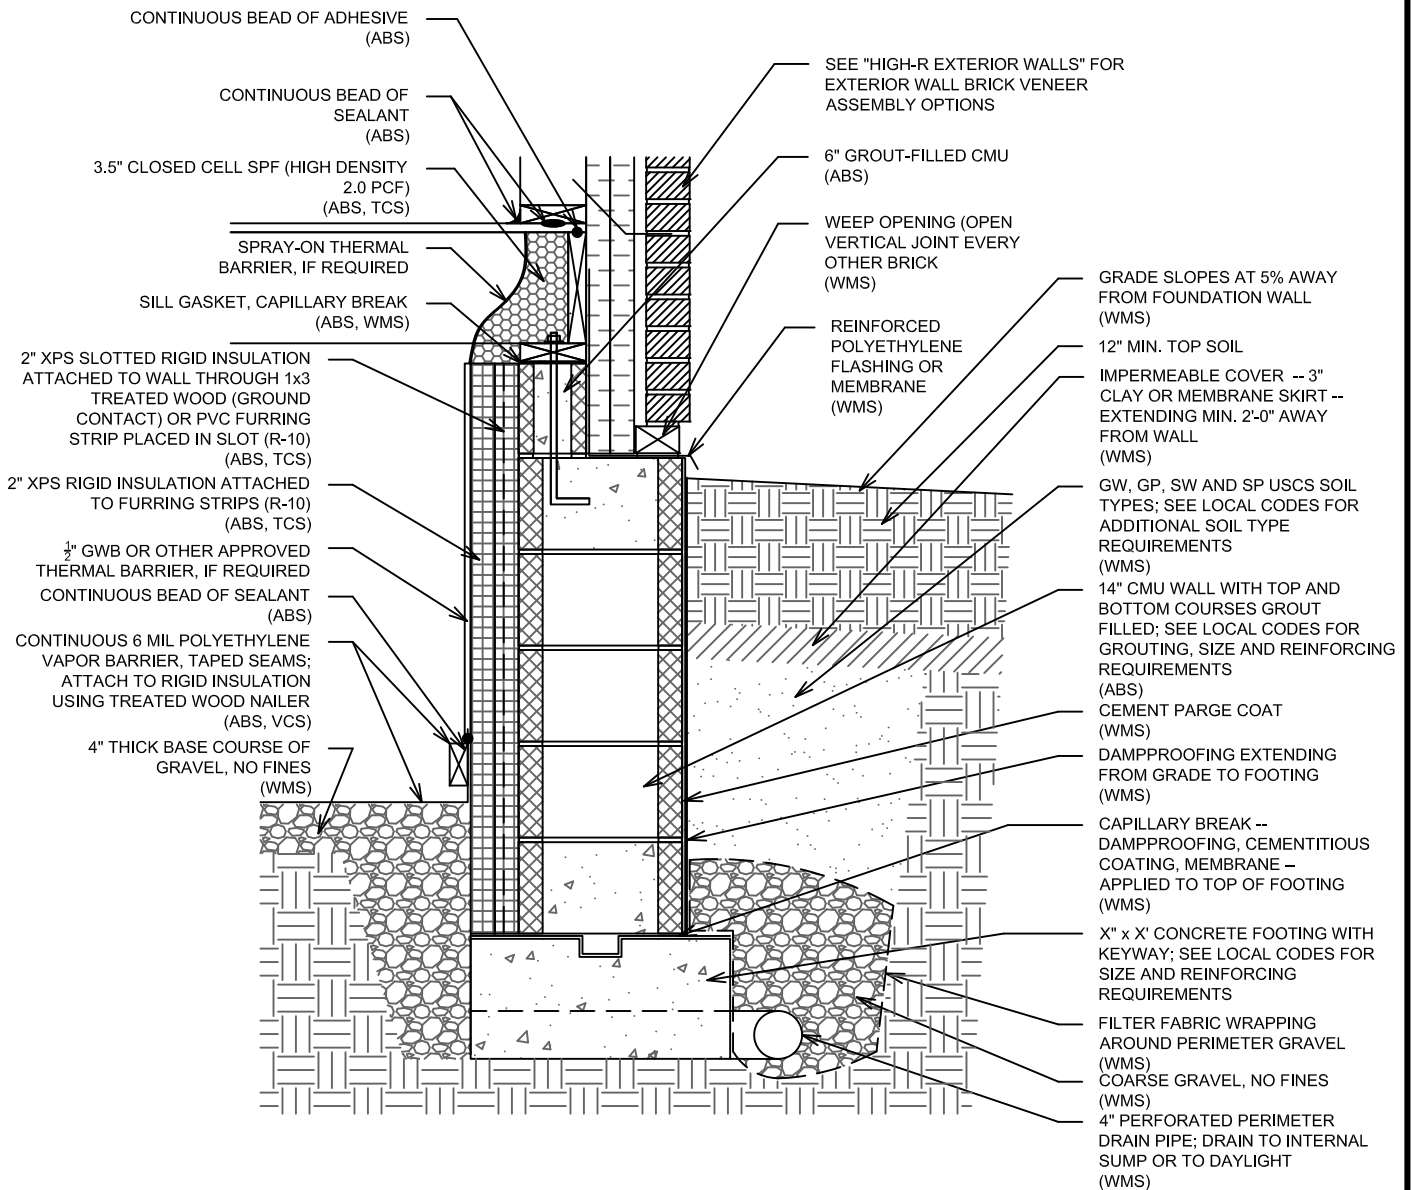 CONTINUOUS BEAD OF ADHESIVE
(ABS)
CONTINUOUS BEAD OF
SEALANT
(ABS)
3.5" CLOSED CELL SPF (HIGH DENSITY
2.0 PCF)
(ABS, TCS)
SPRAY-ON THERMAL
BARRIER, IF REQUIRED
SILL GASKET, CAPILLARY BREAK
(ABS, WMS)
2" XPS SLOTTED RIGID INSULATION
ATTACHED TO WALL THROUGH 1x3
TREATED WOOD (GROUND
CONTACT) OR PVC FURRING
STRIP PLACED IN SLOT (R-10)
(ABS, TCS)
2" XPS RIGID INSULATION ATTACHED
TO FURRING STRIPS (R-10)
(ABS, TCS)
1/2" GWB OR OTHER APPROVED
THERMAL BARRIER, IF REQUIRED
CONTINUOUS BEAD OF SEALANT
(ABS)
CONTINUOUS 6 MIL POLYETHYLENE
VAPOR BARRIER, TAPED SEAMS;
ATTACH TO RIGID INSULATION
USING TREATED WOOD NAILER
(ABS, VCS)
4" THICK BASE COURSE OF
GRAVEL, NO FINES
(WMS)
SEE "HIGH-R EXTERIOR WALLS" FOR
EXTERIOR WALL BRICK VENEER
ASSEMBLY OPTIONS
6" GROUT-FILLED CMU
(ABS)
WEEP OPENING (OPEN
VERTICAL JOINT EVERY
OTHER BRICK
(WMS)
REINFORCED
POLYETHYLENE
FLASHING OR
MEMBRANE
(WMS)
GRADE SLOPES AT 5% AWAY
FROM FOUNDATION WALL
(WMS)
12" MIN. TOP SOIL
IMPERMEABLE COVER -- 3"
CLAY OR MEMBRANE SKIRT --
EXTENDING MIN. 2'-0" AWAY
FROM WALL
(WMS)
GW, GP, SW AND SP USCS SOIL
TYPES; SEE LOCAL CODES FOR
ADDITIONAL SOIL TYPE
REQUIREMENTS
(WMS)
14" CMU WALL WITH TOP AND
BOTTOM COURSES GROUT
FILLED; SEE LOCAL CODES FOR
GROUTING, SIZE AND REINFORCING
REQUIREMENTS
(ABS)
CEMENT PARGE COAT
(WMS)
DAMPPROOFING EXTENDING
FROM GRADE TO FOOTING
(WMS)
CAPILLARY BREAK --
DAMPPROOFING, CEMENTITIOUS
COATING, MEMBRANE –
APPLIED TO TOP OF FOOTING
(WMS)
X" x X' CONCRETE FOOTING WITH
KEYWAY; SEE LOCAL CODES FOR
SIZE AND REINFORCING
REQUIREMENTS
FILTER FABRIC WRAPPING
AROUND PERIMETER GRAVEL
(WMS)
COARSE GRAVEL, NO FINES
(WMS)
4" PERFORATED PERIMETER
DRAIN PIPE; DRAIN TO INTERNAL
SUMP OR TO DAYLIGHT
(WMS)